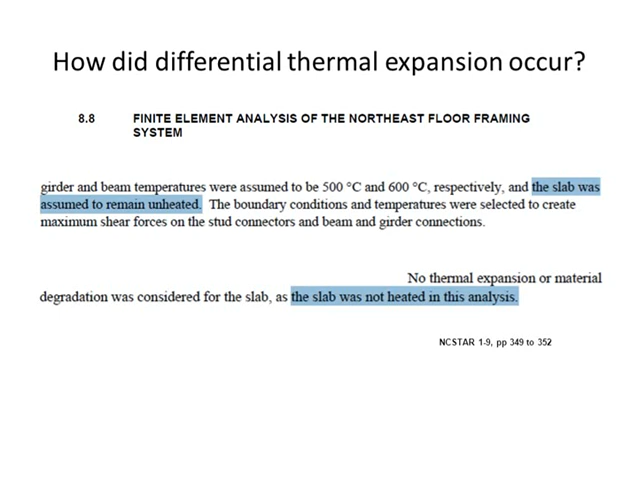 How did differential thermal expansion occur?
8.8 FINITE ELEMENT ANALYSIS OF THE NORTHEAST FLOOR FRAMING
SYSTEM
girder and beam temperatures were assumed to be 500 °C and 600 °C, respectively, and the slab was
assumed to remain unheated. The boundary conditions and temperatures were selected to create
maximum shear forces on the stud connectors and beam and girder connections.
No thermal expansion or material
degradation was considered for the slab, as the slab was not heated in this analysis.
NCSTAR 1-9, pp 349 to 352